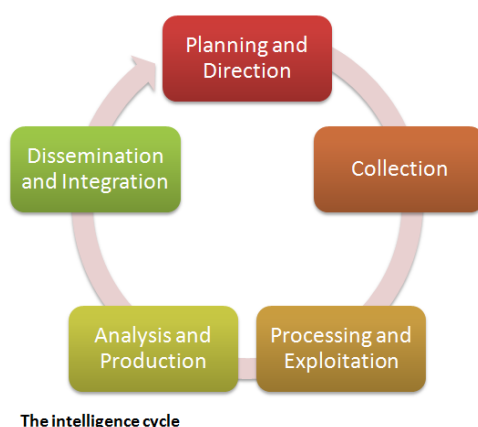 Planning and
Direction
Collection
Processing and
Exploitation
Analysis and
Production
Dissemination
and Integration
The intelligence cycle